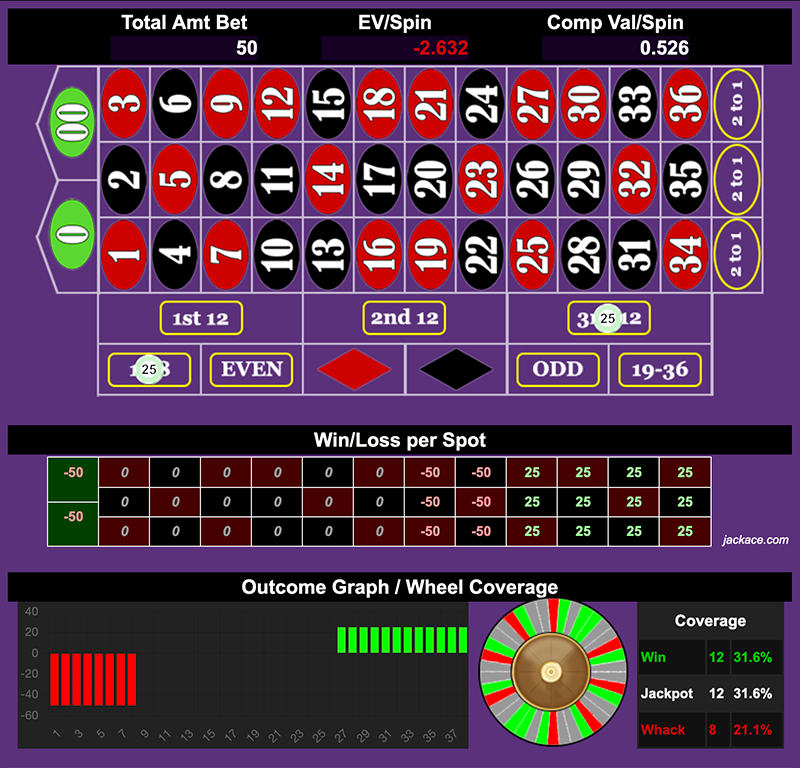 Total Amt Bet EV/Spin Comp Val/Spin
50 -2.632 0.526
00 3 6 9 12 15 18 21 24 27 30 33 36 2 to 1
2 5 8 11 14 17 20 23 26 29 32 35 2 to 1
0 1 4 7 10 13 16 19 22 25 28 31 34 2 to 1
1st 12 2nd 12 3 25 12
25 8 EVEN ODD 19-36
Win/Loss per Spot
-50 0 0 0 0 0 0 -50 -50 25 25 25 25
0 0 0 0 0 0 -50 -50 25 25 25 25
-50 0 0 0 0 0 0 -50 -50 25 25 25 25
jackace.com
Outcome Graph / Wheel Coverage
40
20
0
-20
-40
-60
1 3 5 7 9 11 13 15 17 19 21 23 25 27 29 31 33 35 37
Coverage
Win 12 31.6%
Jackpot 12 31.6%
Whack 8 21.1%